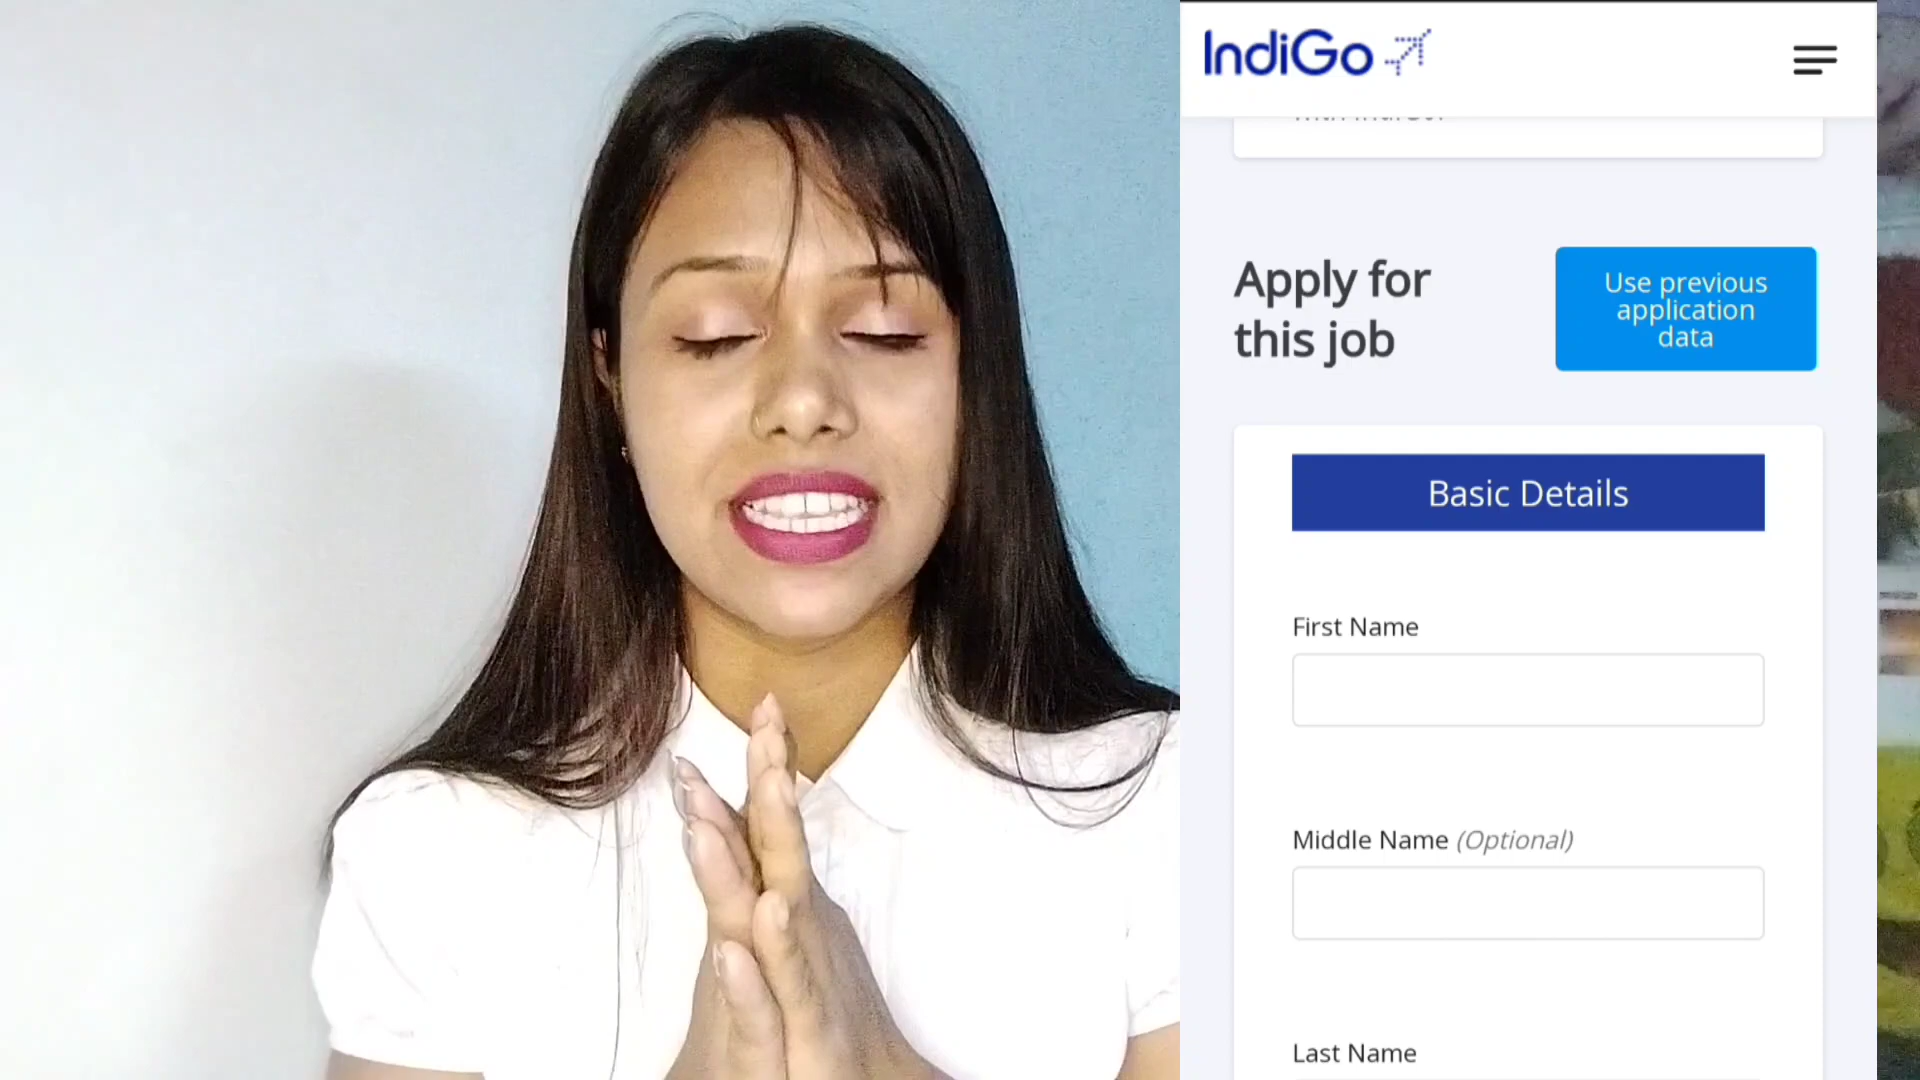 IndiGo
Apply for
this job
Use previous
application
data
Basic Details
First Name
Middle Name (Optional)
Last Name